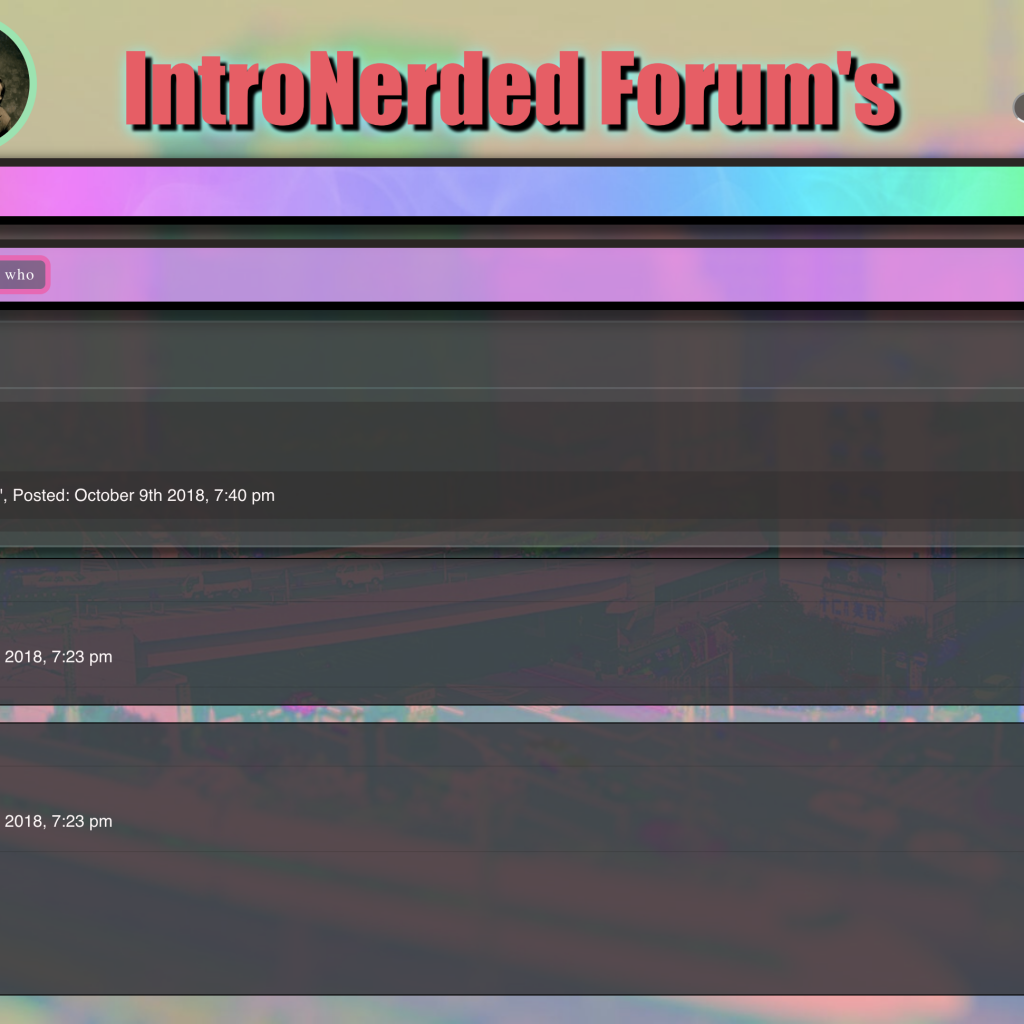 IntroNerded Forum's
who
", Posted: October 9th 2018, 7:40 pm
2018, 7:23 pm
2018, 7:23 pm